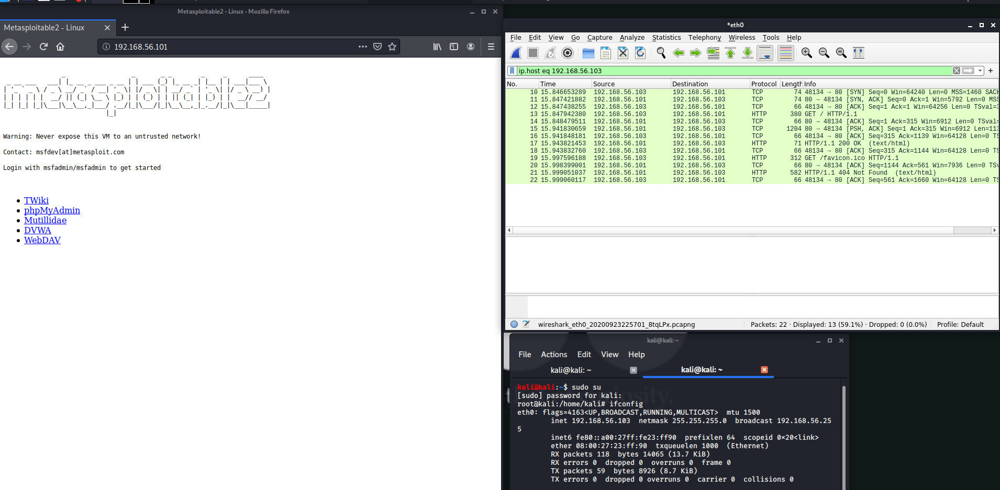 Metasploitable2 - Linux - Mozilla Firefox
Metasploitable2 - Linux
192.168.56.101
metasploitable2
Warning: Never expose this VM to an untrusted network!
Contact: msfdev[at]metasploit.com
Login with msfadmin/msfadmin to get started
TWiki
phpMyAdmin
Mutillidae
DVWA
WebDAV
*eth0
File Edit View Go Capture Analyze Statistics Telephony Wireless Tools Help
ip.host eq 192.168.56.103
No. Time Source Destination Protocol Length Info
10 15.846653289 192.168.56.103 192.168.56.101 TCP 74 48134 → 80 [SYN] Seq=0 Win=64240 Len=0 MSS=1460 SACK
11 15.847421882 192.168.56.101 192.168.56.103 TCP 74 80 → 48134 [SYN, ACK] Seq=0 Ack=1 Win=5792 Len=0 MSS
12 15.847438255 192.168.56.103 192.168.56.101 TCP 66 48134 → 80 [ACK] Seq=1 Ack=1 Win=64256 Len=0 TSval=3
13 15.847942380 192.168.56.103 192.168.56.101 HTTP 380 GET / HTTP/1.1
14 15.848479511 192.168.56.101 192.168.56.103 TCP 66 80 → 48134 [ACK] Seq=1 Ack=315 Win=6912 Len=0 TSval=
15 15.941830659 192.168.56.101 192.168.56.103 TCP 1204 80 → 48134 [PSH, ACK] Seq=1 Ack=315 Win=6912 Len=113
16 15.941848181 192.168.56.103 192.168.56.101 TCP 66 48134 → 80 [ACK] Seq=315 Ack=1139 Win=64128 Len=0 TS
17 15.943821453 192.168.56.101 192.168.56.103 HTTP 71 HTTP/1.1 200 OK (text/html)
18 15.943832760 192.168.56.103 192.168.56.101 TCP 66 48134 → 80 [ACK] Seq=315 Ack=1144 Win=64128 Len=0 TS
19 15.997596188 192.168.56.103 192.168.56.101 HTTP 312 GET /favicon.ico HTTP/1.1
20 15.998399001 192.168.56.101 192.168.56.103 TCP 66 80 → 48134 [ACK] Seq=1144 Ack=561 Win=7936 Len=0 TSv
21 15.999051037 192.168.56.101 192.168.56.103 HTTP 582 HTTP/1.1 404 Not Found (text/html)
22 15.999060117 192.168.56.103 192.168.56.101 TCP 66 48134 → 80 [ACK] Seq=561 Ack=1660 Win=64128 Len=0 TS
wireshark_eth0_20200923225701_8tqLPx.pcapng Packets: 22 · Displayed: 13 (59.1%) · Dropped: 0 (0.0%) Profile: Default
kali@kali: ~
File Actions Edit View Help
kali@kali: ~ kali@kali: ~
kali@kali:~$ sudo su
[sudo] password for kali:
root@kali:/home/kali# ifconfig
eth0: flags=4163<UP,BROADCAST,RUNNING,MULTICAST> mtu 1500
inet 192.168.56.103 netmask 255.255.255.0 broadcast 192.168.56.25
5
inet6 fe80::a00:27ff:fe23:ff90 prefixlen 64 scopeid 0×20<link>
ether 08:00:27:23:ff:90 txqueuelen 1000 (Ethernet)
RX packets 118 bytes 14065 (13.7 KiB)
RX errors 0 dropped 0 overruns 0 frame 0
TX packets 59 bytes 8926 (8.7 KiB)
TX errors 0 dropped 0 overruns 0 carrier 0 collisions 0